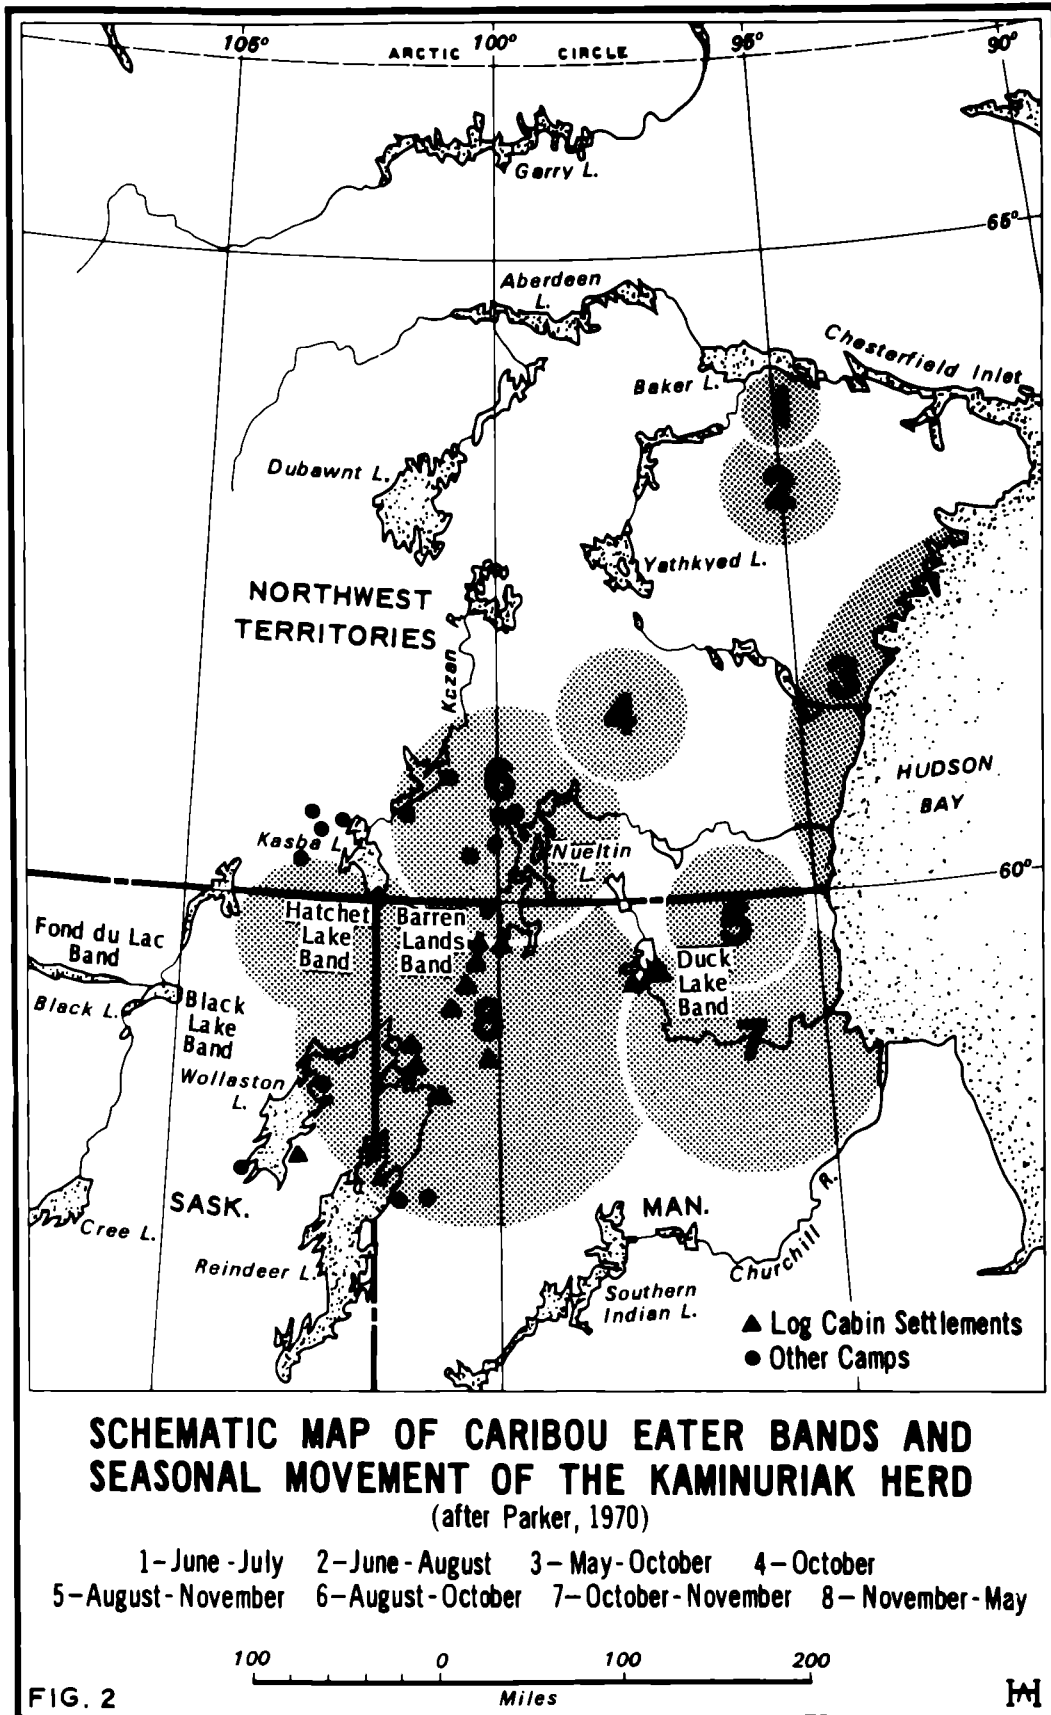 105° 100° 95° 90°
ARCTIC CIRCLE
Garry L.
65°
Aberdeen
L.
Chesterfield Inlet
Baker L.
1
Dubawnt L.
2
Yathkyed L.
NORTHWEST
TERRITORIES
Kazan R.
3
4
HUDSON
BAY
6
Kasba L.
Nueltin
L.
60°
Fond du Lac
Band
Hatchet
Lake
Band
Barren
Lands
Band
5
Duck
Lake
Band
Black L.
Black
Lake
Band
8
7
Wollaston
L.
SASK.
MAN.
Cree L.
Reindeer L.
Churchill R.
Southern
Indian L.
Log Cabin Settlements
Other Camps
SCHEMATIC MAP OF CARIBOU EATER BANDS AND
SEASONAL MOVEMENT OF THE KAMINURIAK HERD
(after Parker, 1970)
1-June-July 2-June-August 3-May-October 4-October
5-August-November 6-August-October 7-October-November 8-November-May
100 0 100 200
Miles
FIG. 2